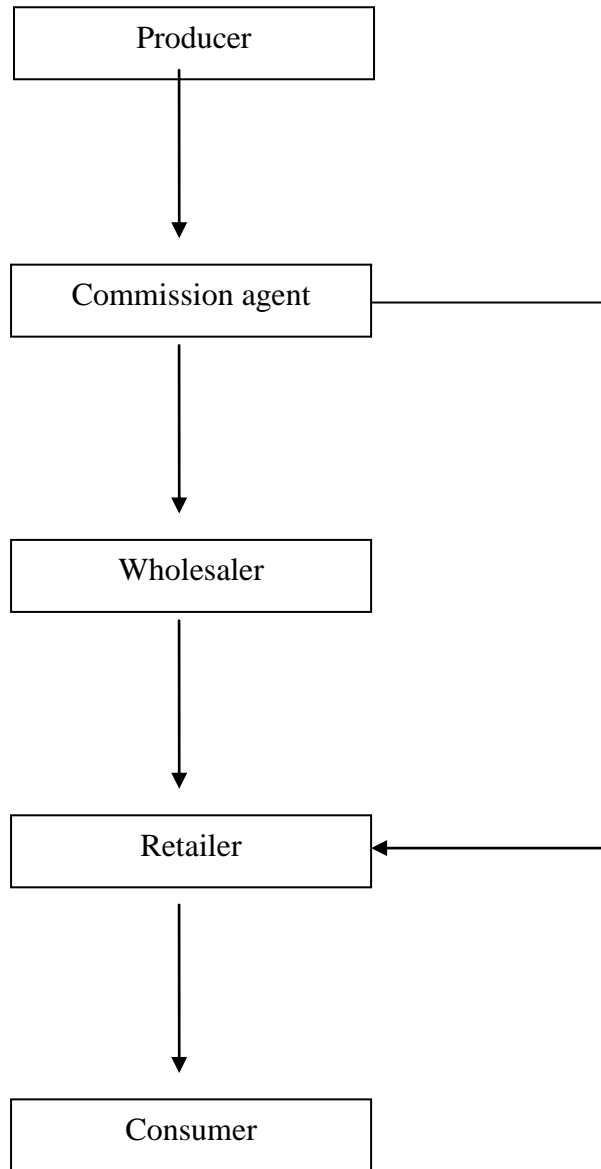 Producer
Commission agent
Wholesaler
Retailer
Consumer